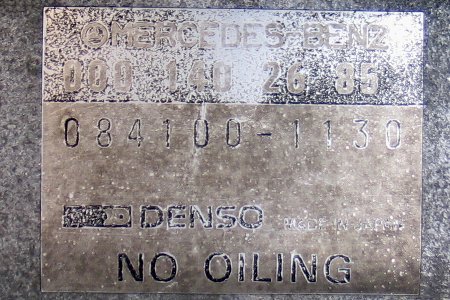 MERCEDES-BENZ
000 140 26 85
084100-1130
DENSO MADE IN JAPAN
NO OILING